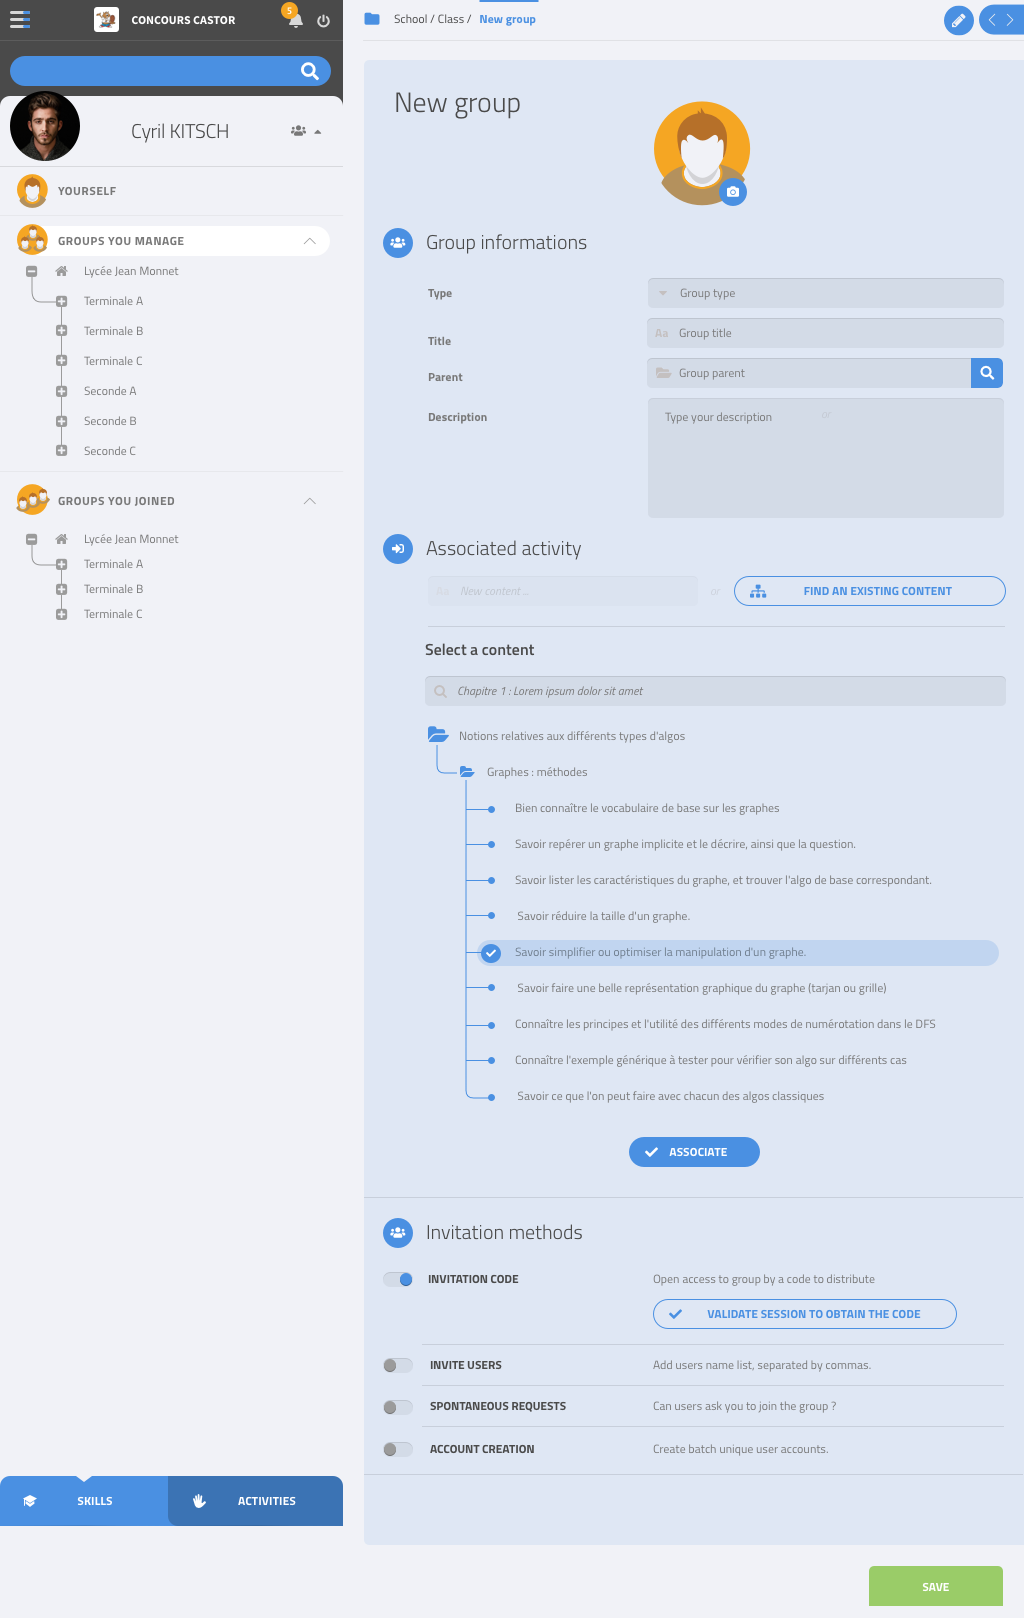 CONCOURS CASTOR
5
Cyril KITSCH
YOURSELF
GROUPS YOU MANAGE
Lycée Jean Monnet
Terminale A
Terminale B
Terminale C
Seconde A
Seconde B
Seconde C
GROUPS YOU JOINED
Lycée Jean Monnet
Terminale A
Terminale B
Terminale C
SKILLS
ACTIVITIES
School / Class / New group
New group
Group informations
Type
Group type
Title
Aa Group title
Parent
Group parent
Description
Type your description
or
Associated activity
Aa New content ...
or
FIND AN EXISTING CONTENT
Select a content
Chapitre 1 : Lorem ipsum dolor sit amet
Notions relatives aux différents types d'algos
Graphes : méthodes
Bien connaître le vocabulaire de base sur les graphes
Savoir repérer un graphe implicite et le décrire, ainsi que la question.
Savoir lister les caractéristiques du graphe, et trouver l'algo de base correspondant.
Savoir réduire la taille d'un graphe.
Savoir simplifier ou optimiser la manipulation d'un graphe.
Savoir faire une belle représentation graphique du graphe (tarjan ou grille)
Connaître les principes et l'utilité des différents modes de numérotation dans le DFS
Connaître l'exemple générique à tester pour vérifier son algo sur différents cas
Savoir ce que l'on peut faire avec chacun des algos classiques
ASSOCIATE
Invitation methods
INVITATION CODE
Open access to group by a code to distribute
VALIDATE SESSION TO OBTAIN THE CODE
INVITE USERS
Add users name list, separated by commas.
SPONTANEOUS REQUESTS
Can users ask you to join the group ?
ACCOUNT CREATION
Create batch unique user accounts.
SAVE